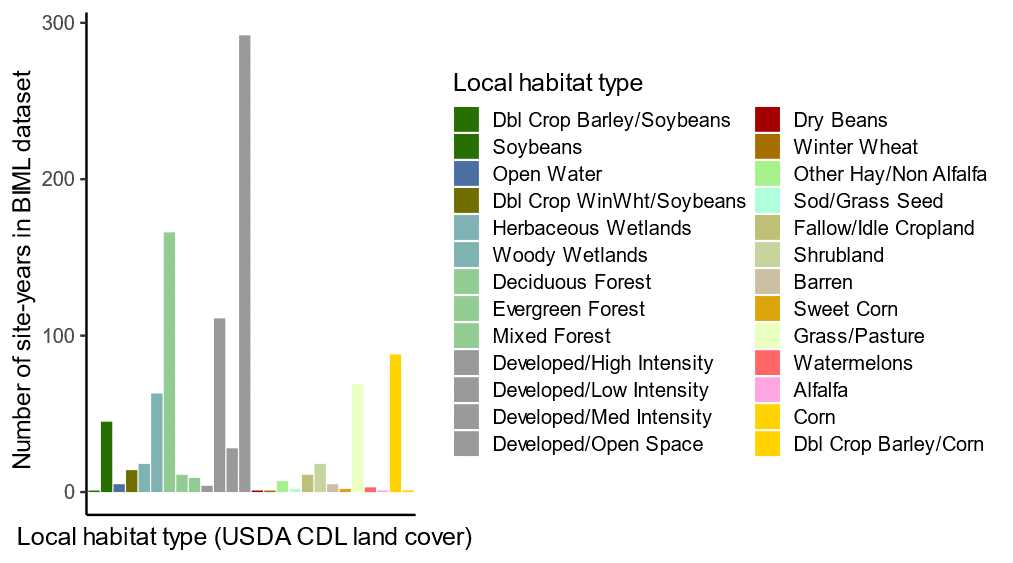 300
200
100
0
Number of site-years in BIML dataset
Local habitat type (USDA CDL land cover)
Local habitat type
Dbl Crop Barley/Soybeans
Soybeans
Open Water
Dbl Crop WinWht/Soybeans
Herbaceous Wetlands
Woody Wetlands
Deciduous Forest
Evergreen Forest
Mixed Forest
Developed/High Intensity
Developed/Low Intensity
Developed/Med Intensity
Developed/Open Space
Dry Beans
Winter Wheat
Other Hay/Non Alfalfa
Sod/Grass Seed
Fallow/Idle Cropland
Shrubland
Barren
Sweet Corn
Grass/Pasture
Watermelons
Alfalfa
Corn
Dbl Crop Barley/Corn